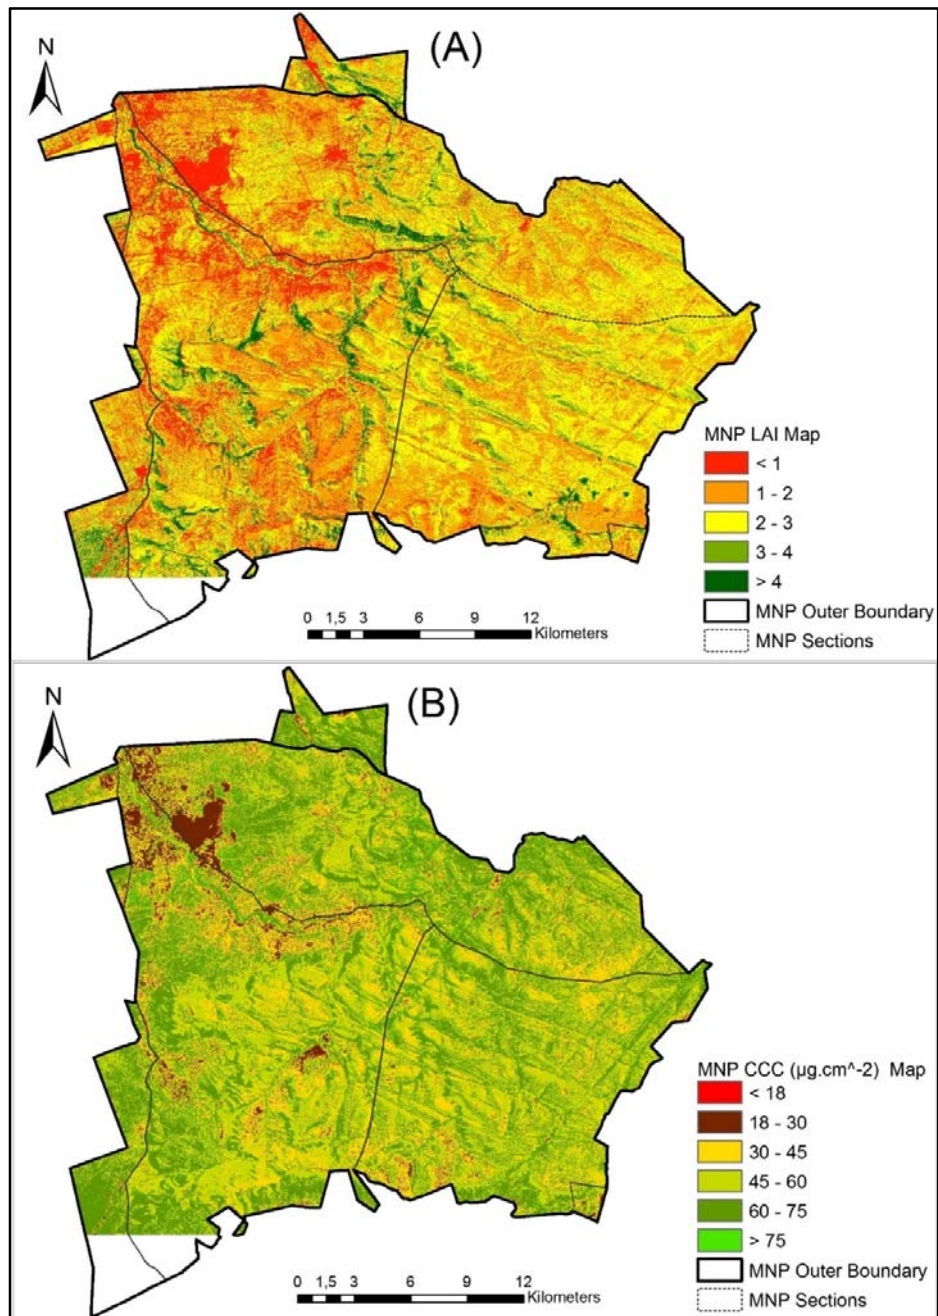 (A)
N
MNP LAI Map
< 1
1 - 2
2 - 3
3 - 4
> 4
MNP Outer Boundary
MNP Sections
0 1,5 3 6 9 12
Kilometers
(B)
N
MNP CCC (µg.cm^-2) Map
< 18
18 - 30
30 - 45
45 - 60
60 - 75
> 75
MNP Outer Boundary
MNP Sections
0 1,5 3 6 9 12
Kilometers